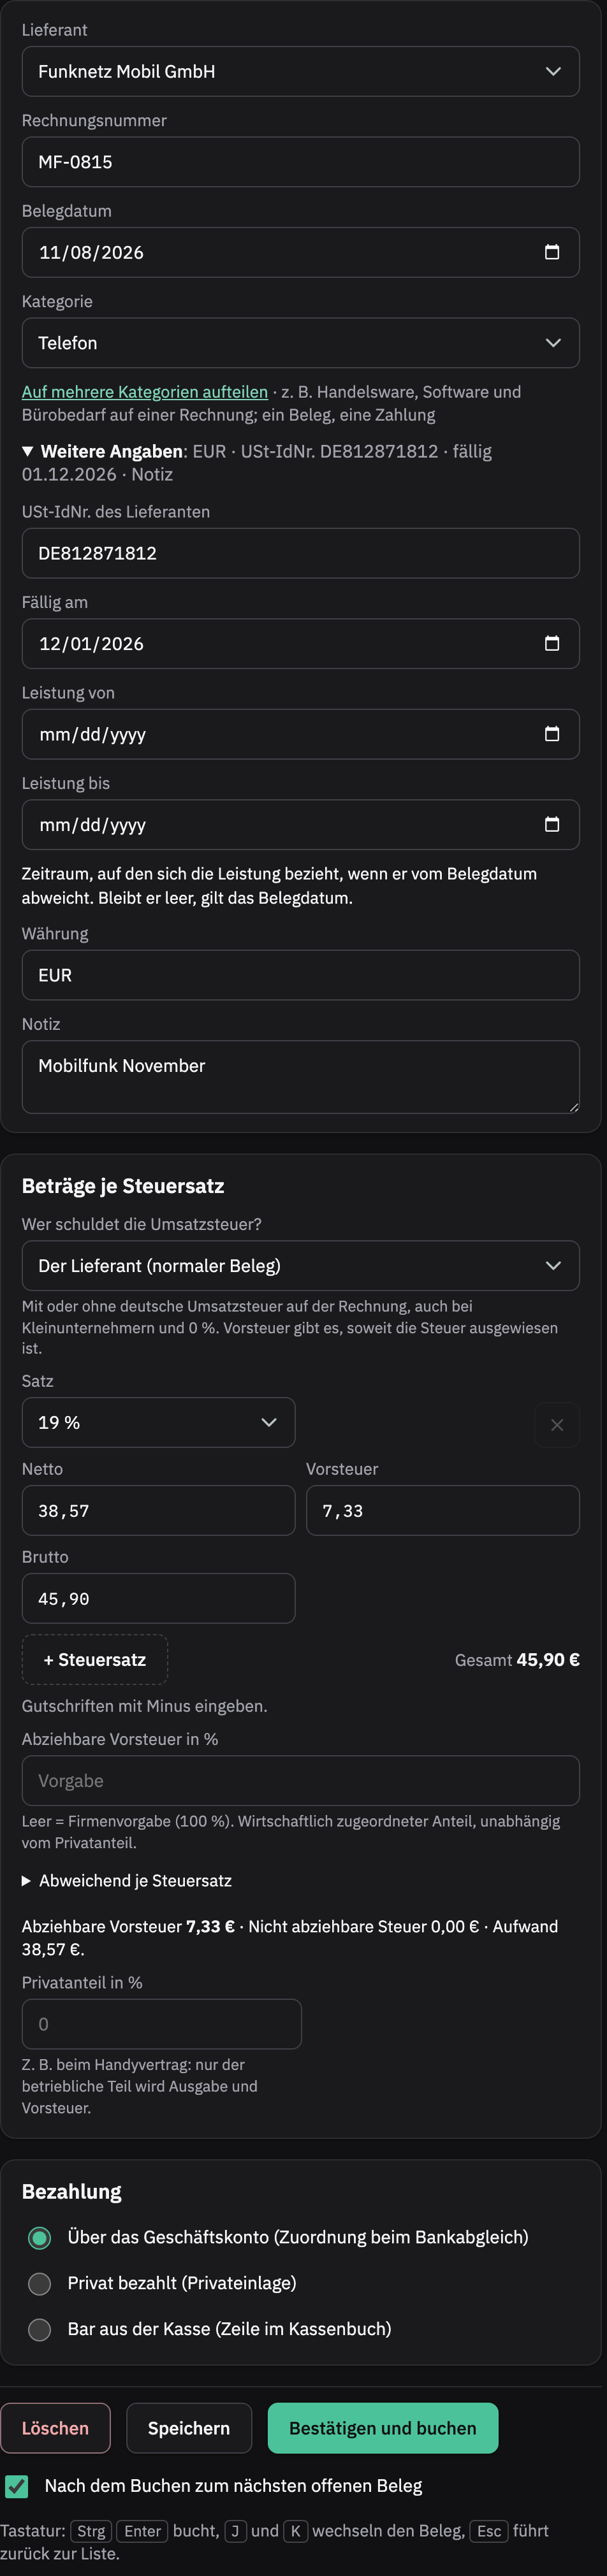 Lieferant
Funknetz Mobil GmbH
Rechnungsnummer
MF-0815
Belegdatum
11/08/2026
Kategorie
Telefon
Auf mehrere Kategorien aufteilen · z. B. Handelsware, Software und
Bürobedarf auf einer Rechnung; ein Beleg, eine Zahlung
▼ Weitere Angaben: EUR · USt-IdNr. DE812871812 · fällig
01.12.2026 · Notiz
USt-IdNr. des Lieferanten
DE812871812
Fällig am
12/01/2026
Leistung von
mm/dd/yyyy
Leistung bis
mm/dd/yyyy
Zeitraum, auf den sich die Leistung bezieht, wenn er vom Belegdatum
abweicht. Bleibt er leer, gilt das Belegdatum.
Währung
EUR
Notiz
Mobilfunk November
Beträge je Steuersatz
Wer schuldet die Umsatzsteuer?
Der Lieferant (normaler Beleg)
Mit oder ohne deutsche Umsatzsteuer auf der Rechnung, auch bei
Kleinunternehmern und 0 %. Vorsteuer gibt es, soweit die Steuer ausgewiesen
ist.
Satz
19 %
×
Netto Vorsteuer
38,57 7,33
Brutto
45,90
+ Steuersatz Gesamt 45,90 €
Gutschriften mit Minus eingeben.
Abziehbare Vorsteuer in %
Vorgabe
Leer = Firmenvorgabe (100 %). Wirtschaftlich zugeordneter Anteil, unabhängig
vom Privatanteil.
▶ Abweichend je Steuersatz
Abziehbare Vorsteuer 7,33 € · Nicht abziehbare Steuer 0,00 € · Aufwand
38,57 €.
Privatanteil in %
0
Z. B. beim Handyvertrag: nur der
betriebliche Teil wird Ausgabe und
Vorsteuer.
Bezahlung
Über das Geschäftskonto (Zuordnung beim Bankabgleich)
Privat bezahlt (Privateinlage)
Bar aus der Kasse (Zeile im Kassenbuch)
Löschen Speichern Bestätigen und buchen
Nach dem Buchen zum nächsten offenen Beleg
Tastatur: Strg Enter bucht, J und K wechseln den Beleg, Esc führt
zurück zur Liste.